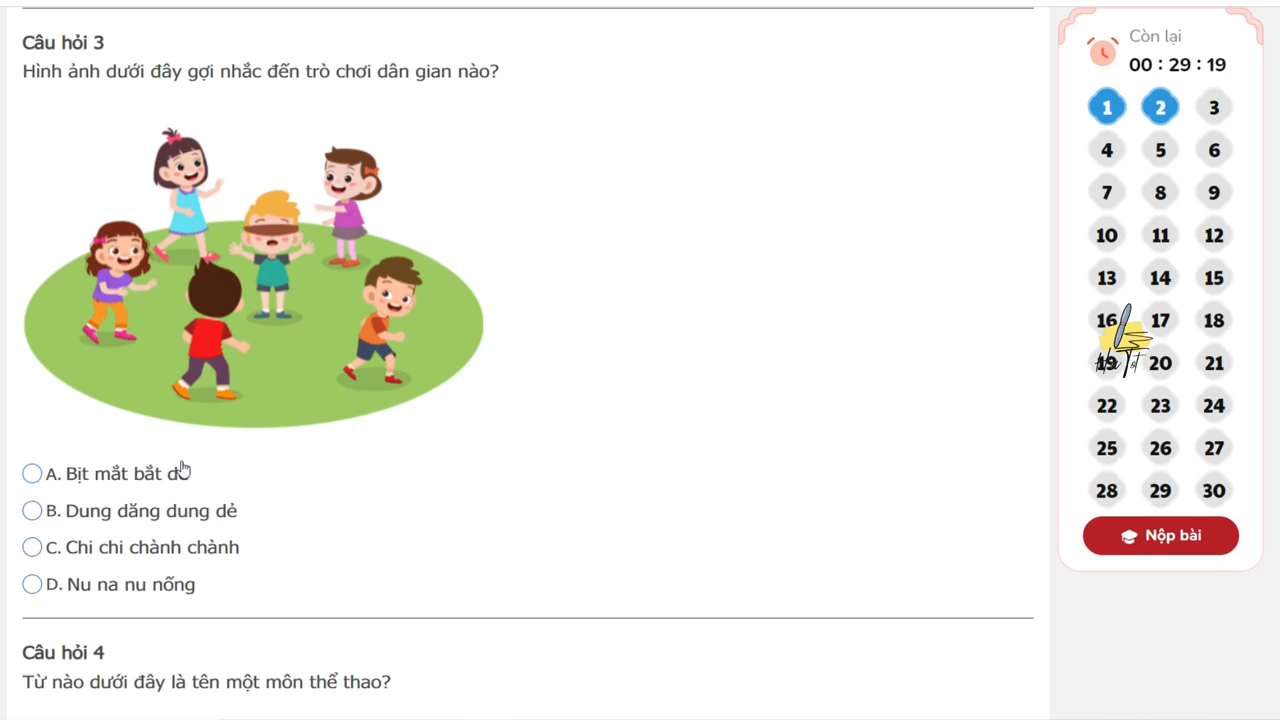 Câu hỏi 3
Hình ảnh dưới đây gợi nhắc đến trò chơi dân gian nào?
A. Bịt mắt bắt
B. Dung dăng dung dẻ
C. Chi chi chành chành
D. Nu na nu nống
Câu hỏi 4
Từ nào dưới đây là tên một môn thể thao?
Còn lại
00 : 29 : 19
1 2 3
4 5 6
7 8 9
10 11 12
13 14 15
16 17 18
19 20 21
22 23 24
25 26 27
28 29 30
Nộp bài